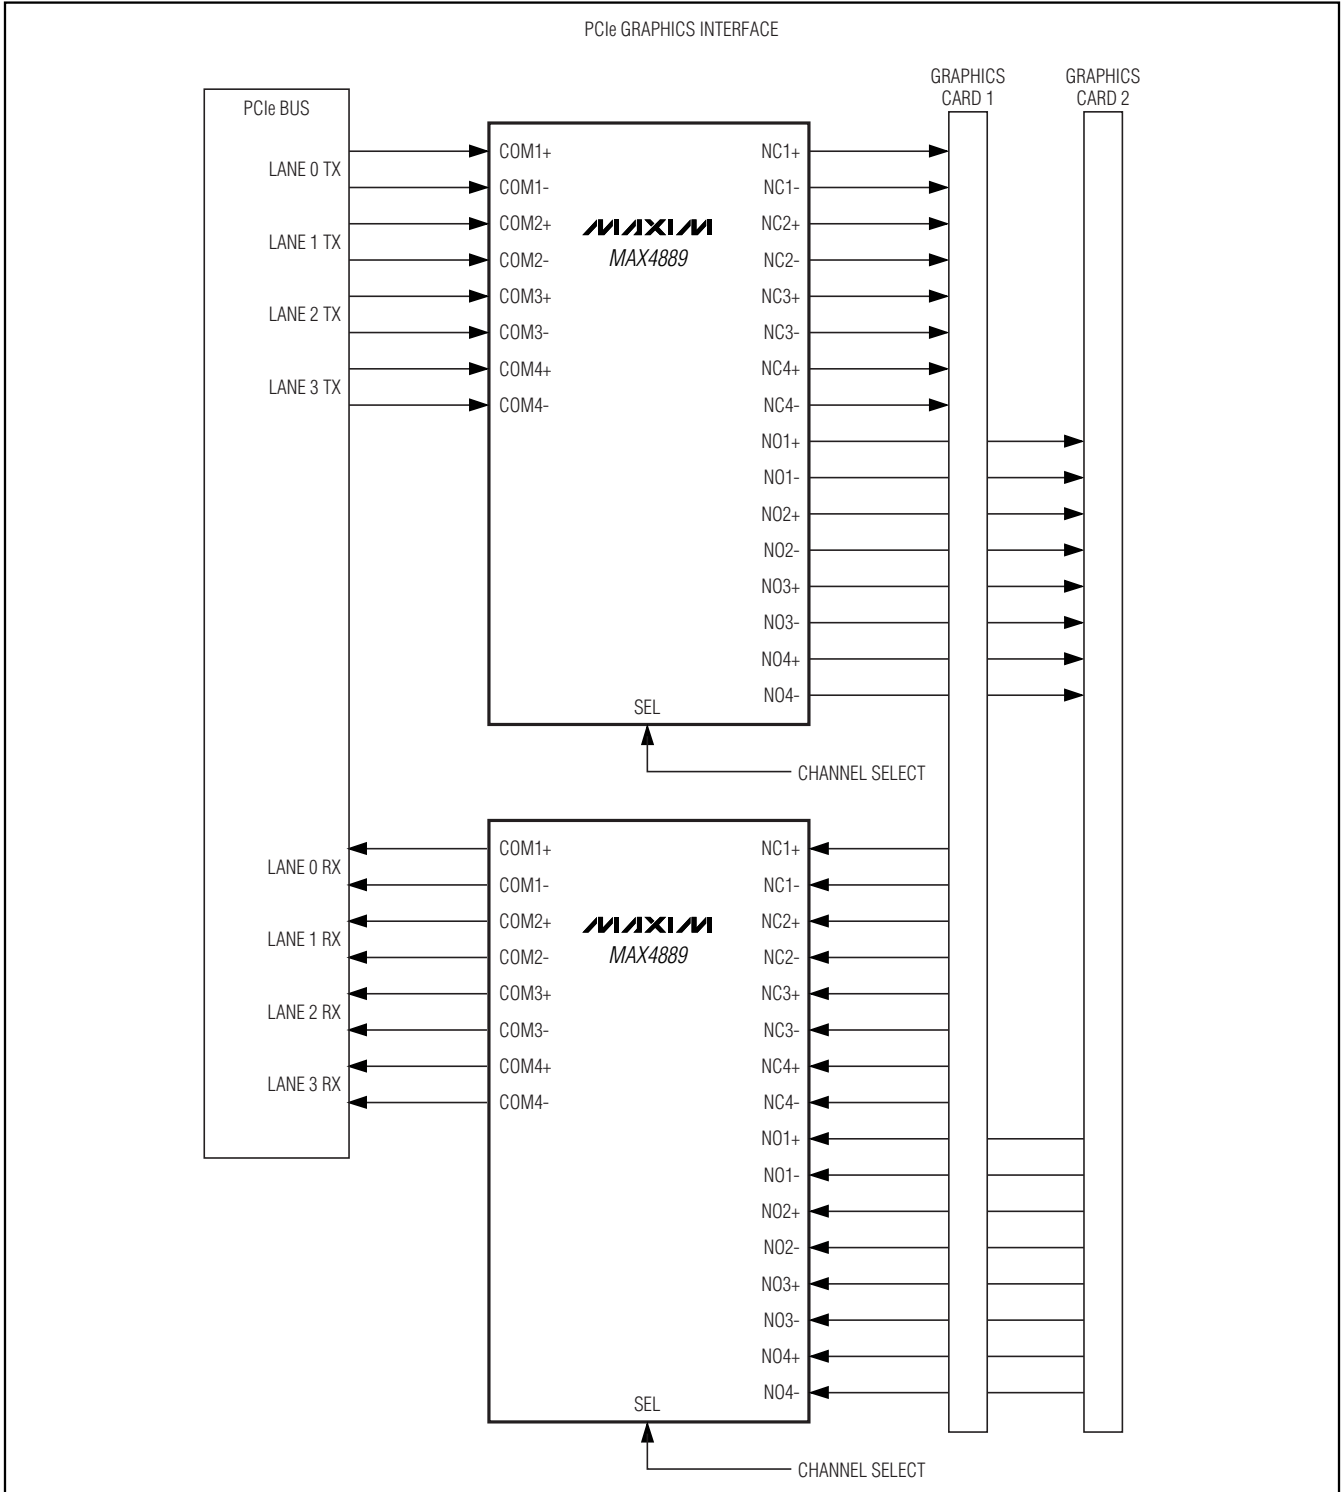 PCIe GRAPHICS INTERFACE
GRAPHICS
CARD 1
GRAPHICS
CARD 2
PCIe BUS
LANE 0 TX
LANE 1 TX
LANE 2 TX
LANE 3 TX
COM1+
COM1-
COM2+
COM2-
COM3+
COM3-
COM4+
COM4-
MAXIM
MAX4889
NC1+
NC1-
NC2+
NC2-
NC3+
NC3-
NC4+
NC4-
NO1+
NO1-
NO2+
NO2-
NO3+
NO3-
NO4+
NO4-
SEL
CHANNEL SELECT
LANE 0 RX
LANE 1 RX
LANE 2 RX
LANE 3 RX
COM1+
COM1-
COM2+
COM2-
COM3+
COM3-
COM4+
COM4-
MAXIM
MAX4889
NC1+
NC1-
NC2+
NC2-
NC3+
NC3-
NC4+
NC4-
NO1+
NO1-
NO2+
NO2-
NO3+
NO3-
NO4+
NO4-
SEL
CHANNEL SELECT